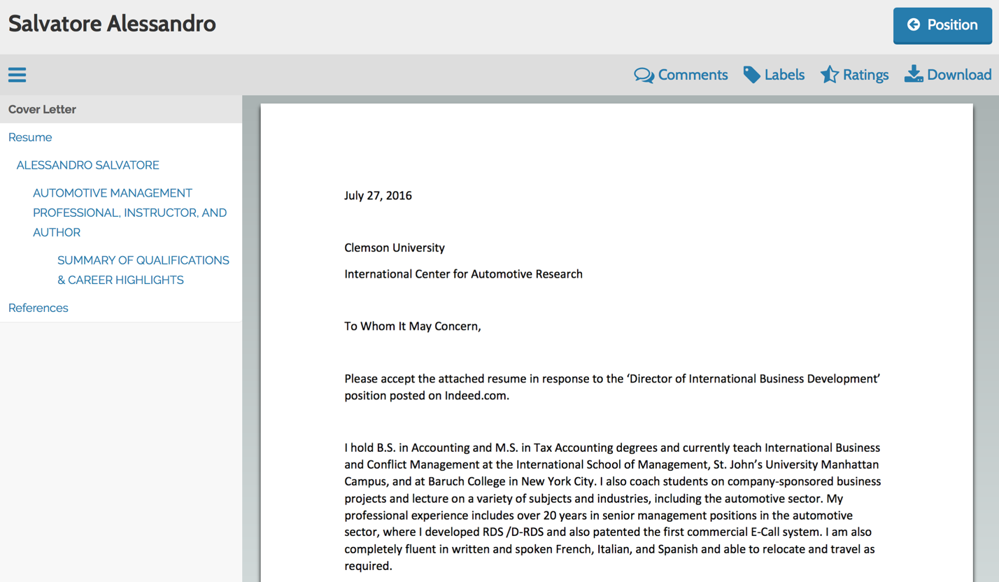 Salvatore Alessandro
Position
Comments
Labels
Ratings
Download
Cover Letter
Resume
ALESSANDRO SALVATORE
AUTOMOTIVE MANAGEMENT
PROFESSIONAL, INSTRUCTOR, AND
AUTHOR
SUMMARY OF QUALIFICATIONS
& CAREER HIGHLIGHTS
References
July 27, 2016
Clemson University
International Center for Automotive Research
To Whom It May Concern,
Please accept the attached resume in response to the ‘Director of International Business Development’
position posted on Indeed.com.
I hold B.S. in Accounting and M.S. in Tax Accounting degrees and currently teach International Business
and Conflict Management at the International School of Management, St. John’s University Manhattan
Campus, and at Baruch College in New York City. I also coach students on company-sponsored business
projects and lecture on a variety of subjects and industries, including the automotive sector. My
professional experience includes over 20 years in senior management positions in the automotive
sector, where I developed RDS /D-RDS and also patented the first commercial E-Call system. I am also
completely fluent in written and spoken French, Italian, and Spanish and able to relocate and travel as
required.